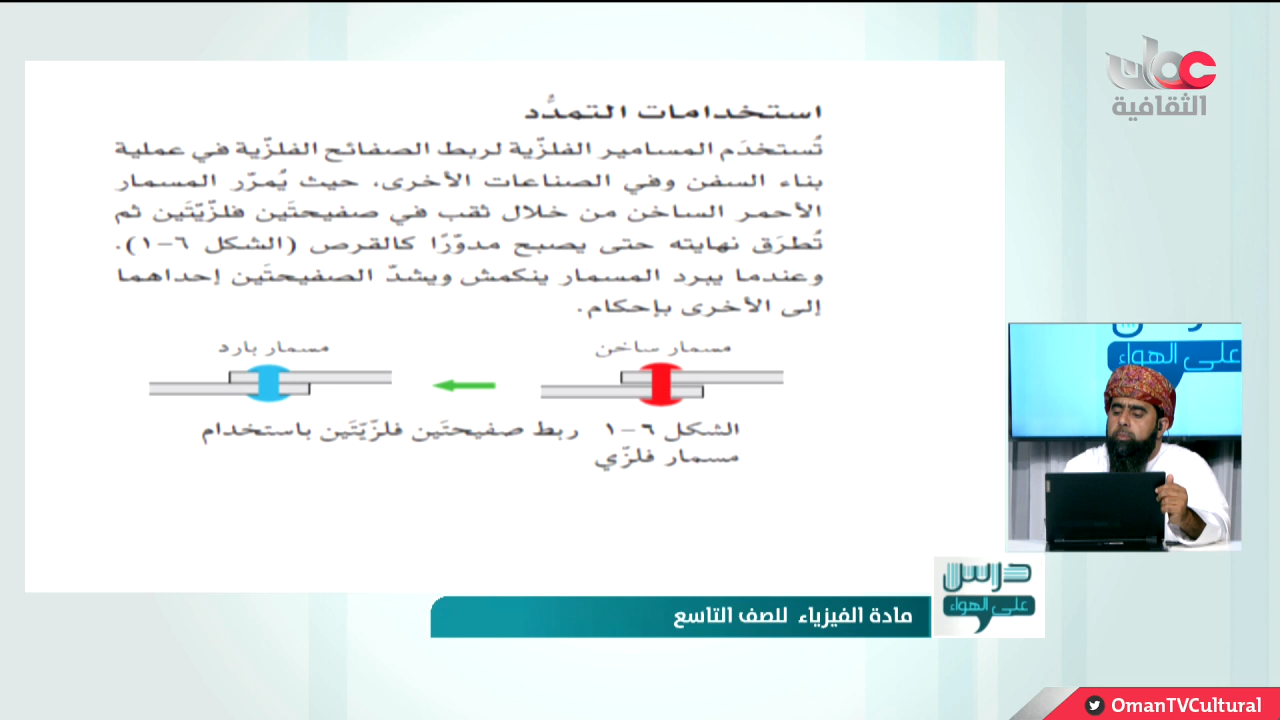 عمان
الثقافية
استخدامات التمدُّد
تُستخدَم المسامير الفلزّية لربط الصفائح الفلزّية في عملية
بناء السفن وفي الصناعات الأخرى، حيث يُمرّر المسمار
الأحمر الساخن من خلال ثقب في صفيحتَين فلزّيّتَين ثم
تُطرَق نهايته حتى يصبح مدوّرًا كالقرص (الشكل ٦-١).
وعندما يبرد المسمار ينكمش ويشدّ الصفيحتَين إحداهما
إلى الأخرى بإحكام.
مسمار ساخن
مسمار بارد
الشكل ٦-١ ربط صفيحتَين فلزّيّتَين باستخدام
مسمار فلزّي
على الهواء
درس
على الهواء
مادة الفيزياء للصف التاسع
OmanTVCultural